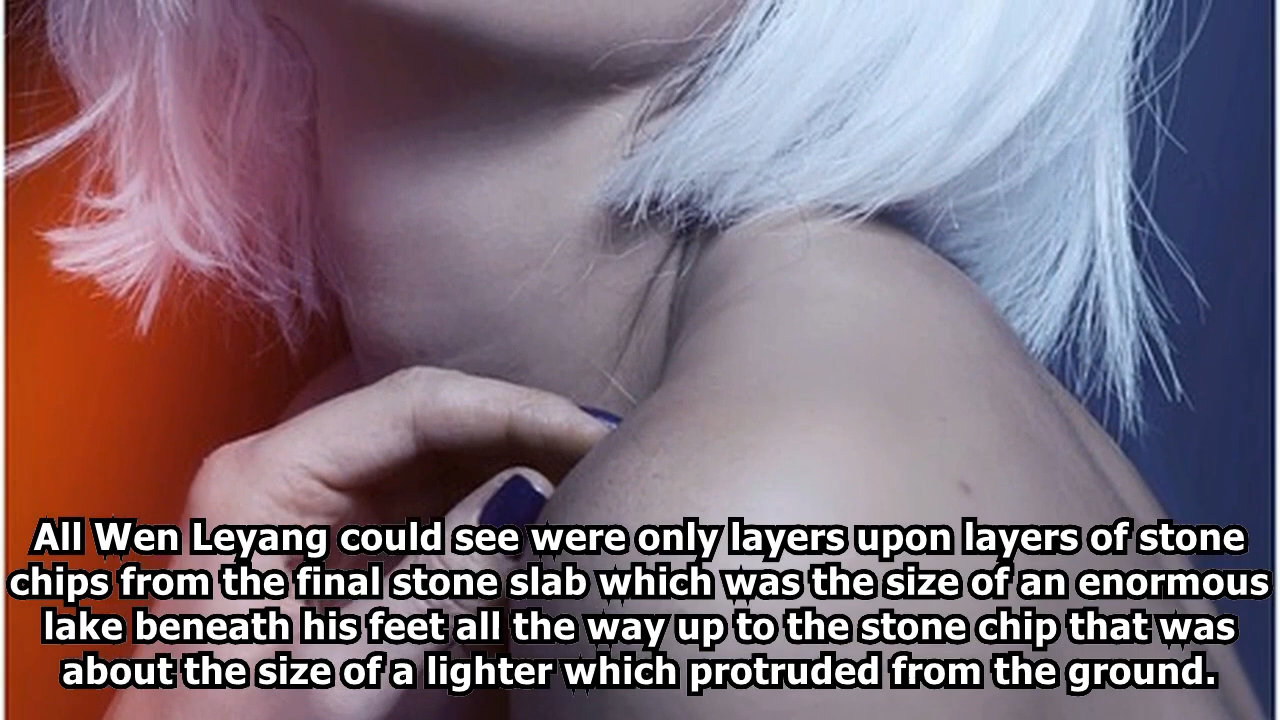 All Wen Leyang could see were only layers upon layers of stone
chips from the final stone slab which was the size of an enormous
lake beneath his feet all the way up to the stone chip that was
about the size of a lighter which protruded from the ground.